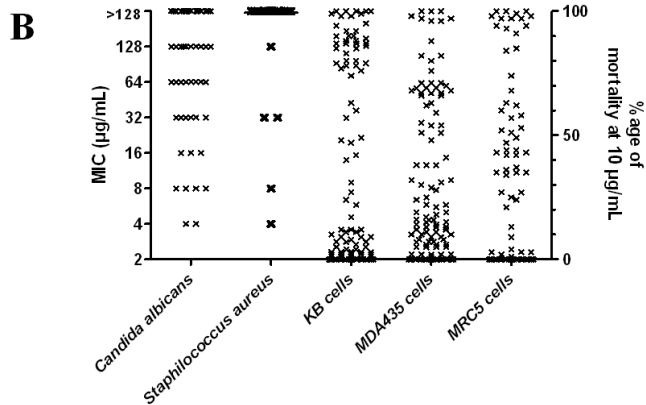 B
>128
128
64
32
16
8
4
2
MIC (µg/mL)
100
50
0
% age of
mortality at 10 µg/mL
Candida albicans
Staphilococcus aureus
KB cells
MDA435 cells
MRC5 cells